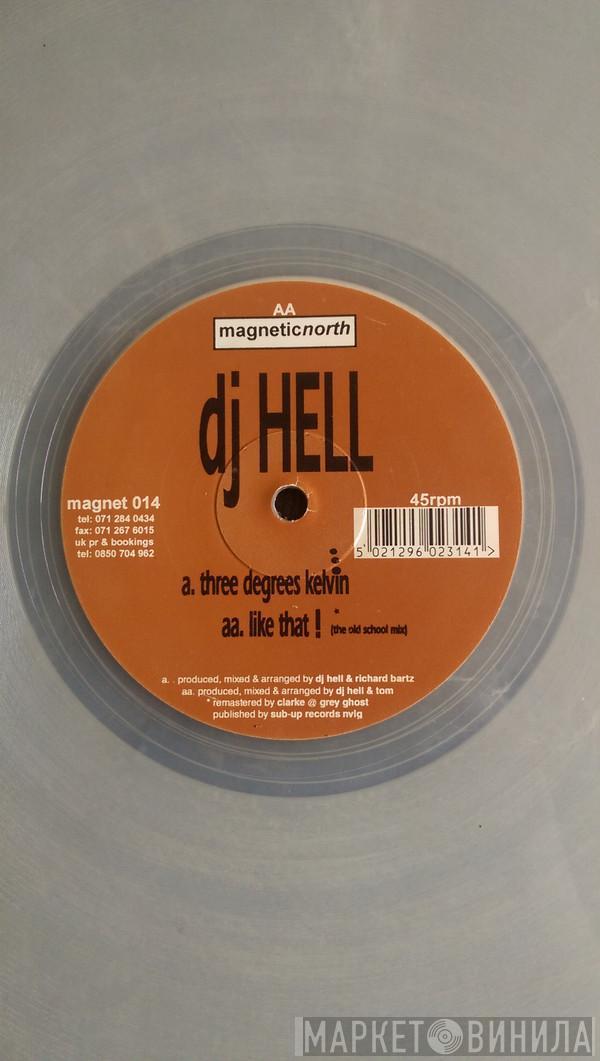 AA
magneticnorth
dj HELL
magnet 014
tel: 071 284 0434
fax: 071 267 6015
uk pr & bookings
tel: 0850 704 962
45rpm
5 021296 023141 >
a. three degrees kelvin
aa. like that ! * (the old school mix)
a. . produced, mixed & arranged by dj hell & richard bartz
aa. produced, mixed & arranged by dj hell & tom
* remastered by clarke @ grey ghost
published by sub-up records nvlg
МАРКЕТ ВИНИЛА